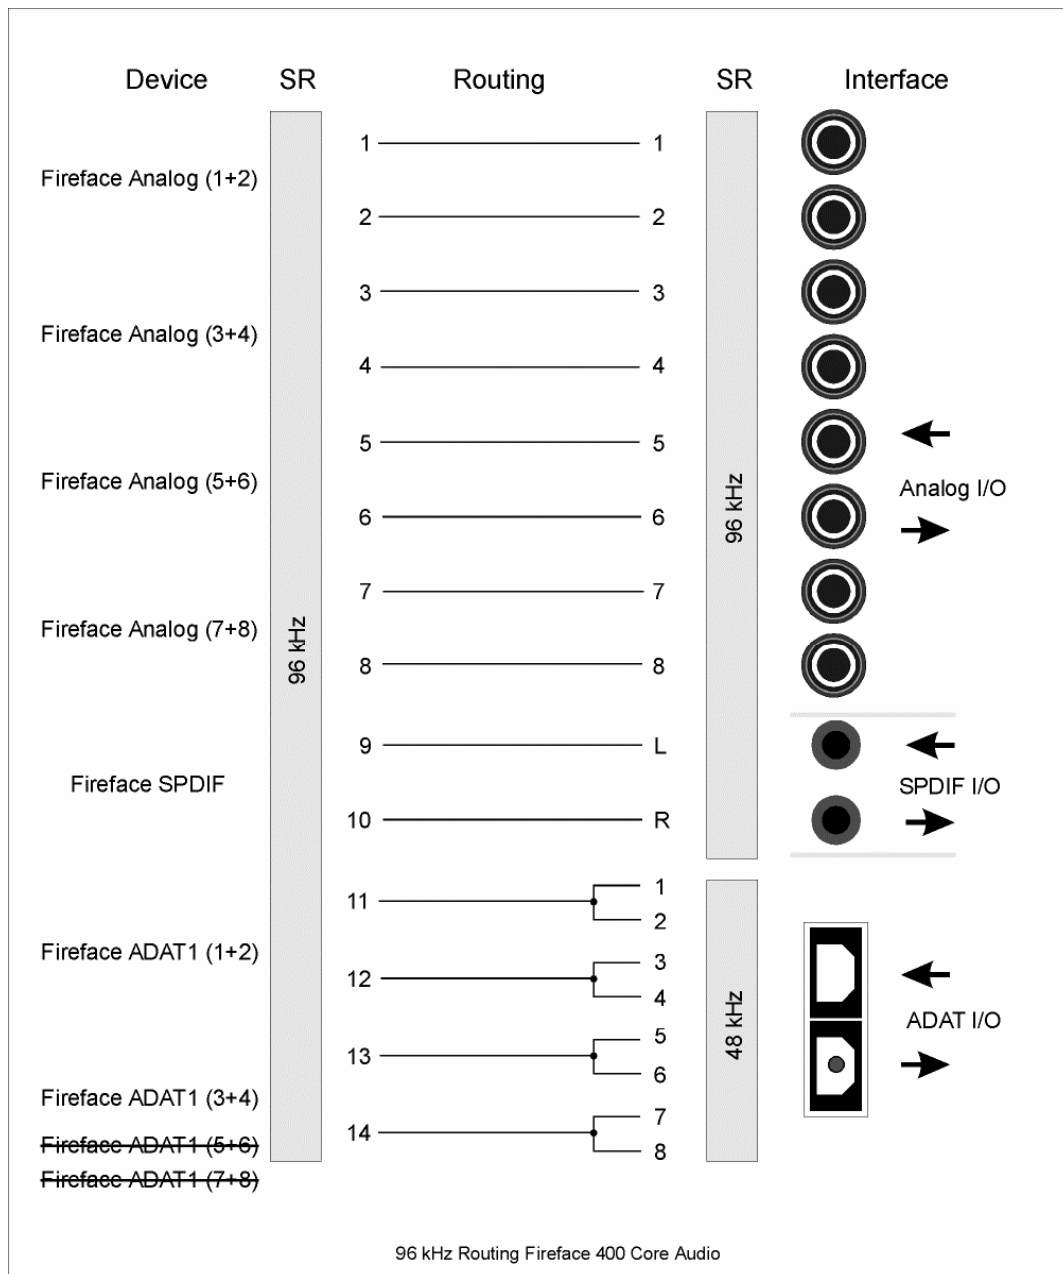 Device SR Routing SR Interface
1 1
Fireface Analog (1+2)
2 2
3 3
Fireface Analog (3+4)
4 4
5 5
Fireface Analog (5+6) Analog I/O
6 6
96 kHz
7 7
Fireface Analog (7+8)
96 kHz
8 8
9 L
Fireface SPDIF SPDIF I/O
10 R
11 1
2
Fireface ADAT1 (1+2)
12 3
4
48 kHz ADAT I/O
13 5
6
Fireface ADAT1 (3+4)
14 7
8
Fireface ADAT1 (5+6)
Fireface ADAT1 (7+8)
96 kHz Routing Fireface 400 Core Audio